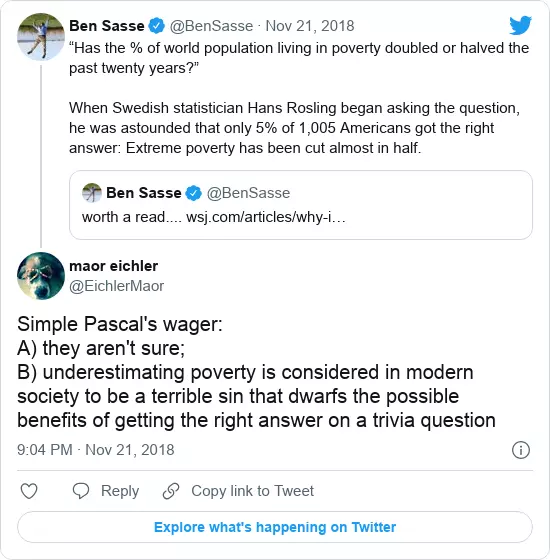 Ben Sasse @BenSasse · Nov 21, 2018
“Has the % of world population living in poverty doubled or halved the
past twenty years?”
When Swedish statistician Hans Rosling began asking the question,
he was astounded that only 5% of 1,005 Americans got the right
answer: Extreme poverty has been cut almost in half.
Ben Sasse @BenSasse
worth a read.... wsj.com/articles/why-i…
maor eichler
@EichlerMaor
Simple Pascal's wager:
A) they aren't sure;
B) underestimating poverty is considered in modern
society to be a terrible sin that dwarfs the possible
benefits of getting the right answer on a trivia question
9:04 PM · Nov 21, 2018
Reply
Copy link to Tweet
Explore what's happening on Twitter